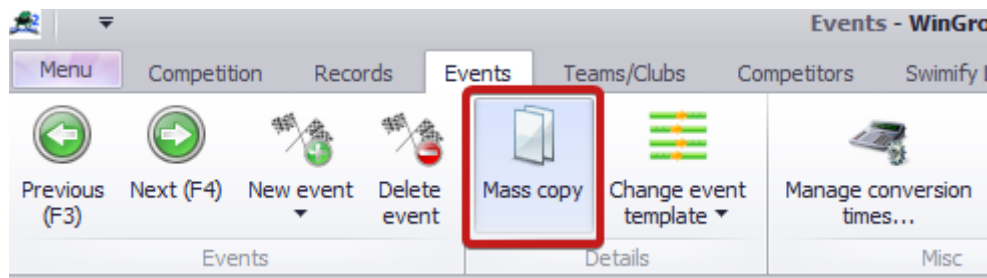 Events - WinGro
Menu Competition Records Events Teams/Clubs Competitors Swimify
Previous (F3) Next (F4) New event Delete event Mass copy Change event template Manage conversion times...
Events Details Misc